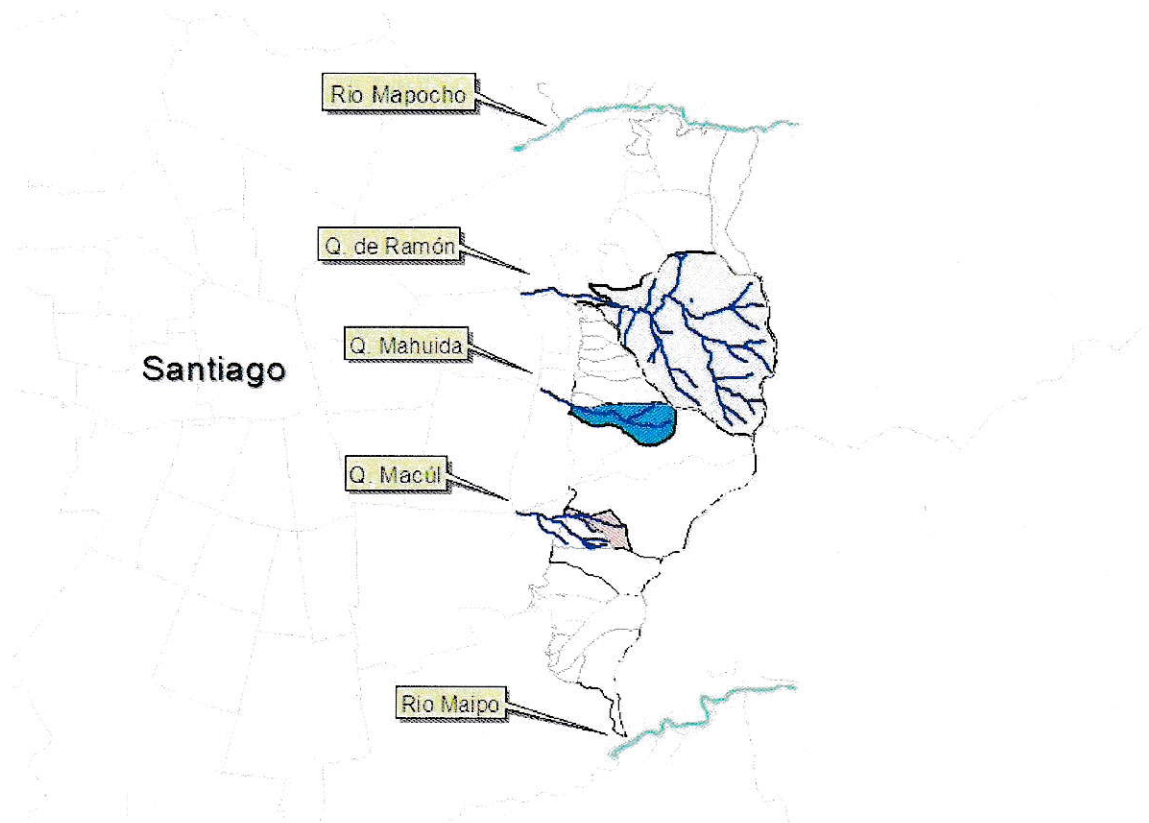 Rio Mapocho
Q. de Ramón
Q. Mahuida
Santiago
Q. Macúl
Rio Maipo